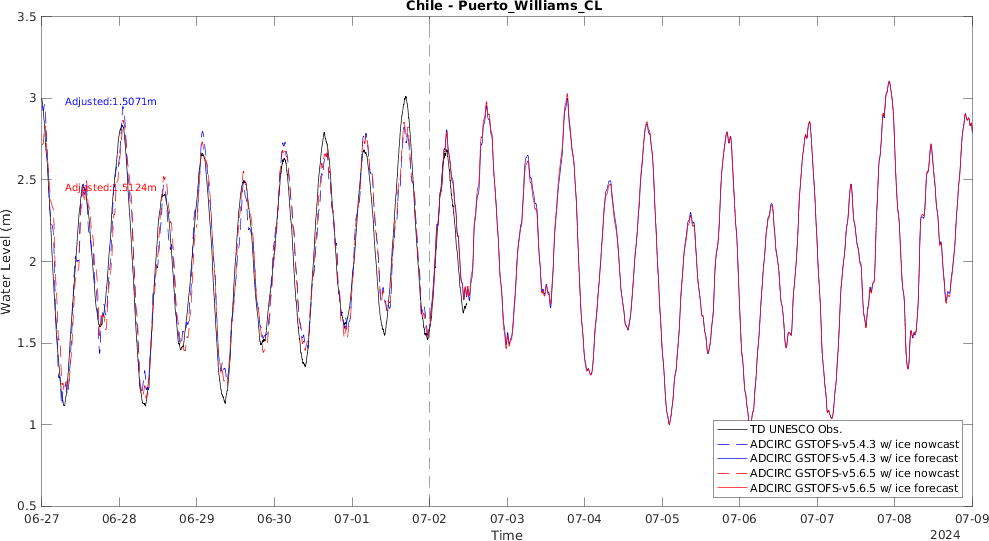 Chile - Puerto_Williams_CL
3.5
3
2.5
2
1.5
1
0.5
Water Level (m)
Adjusted:1.5071m
Adjusted:1.5124m
TD UNESCO Obs.
ADCIRC GSTOFS-v5.4.3 w/ ice nowcast
ADCIRC GSTOFS-v5.4.3 w/ ice forecast
ADCIRC GSTOFS-v5.6.5 w/ ice nowcast
ADCIRC GSTOFS-v5.6.5 w/ ice forecast
06-27 06-28 06-29 06-30 07-01 07-02 07-03 07-04 07-05 07-06 07-07 07-08 07-09
Time
2024